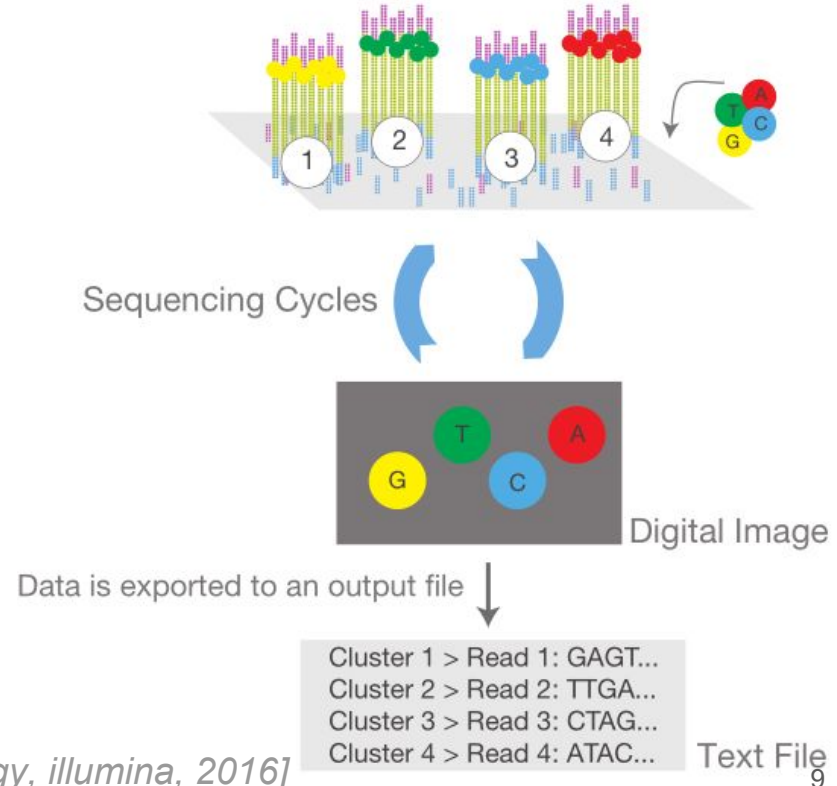 1
2
3
4
A
T
C
G
Sequencing Cycles
T
A
G
C
Digital Image
Data is exported to an output file
Cluster 1 > Read 1: GAGT...
Cluster 2 > Read 2: TTGA...
Cluster 3 > Read 3: CTAG...
Cluster 4 > Read 4: ATAC...
Text File
gy, illumina, 2016]
9